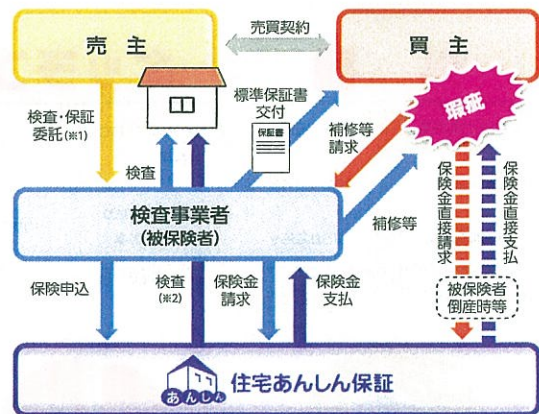 売買契約
売 主
買 主
検査・保証
委託(※1)
標準保証書
交付
保証書
瑕疵
補修等
請求
検査
検査事業者
(被保険者)
補修等
保険金直接請求
保険金直接支払
保険申込
検査
(※2)
保険金
請求
保険金
支払
被保険者
倒産時等
あんしん
住宅あんしん保証